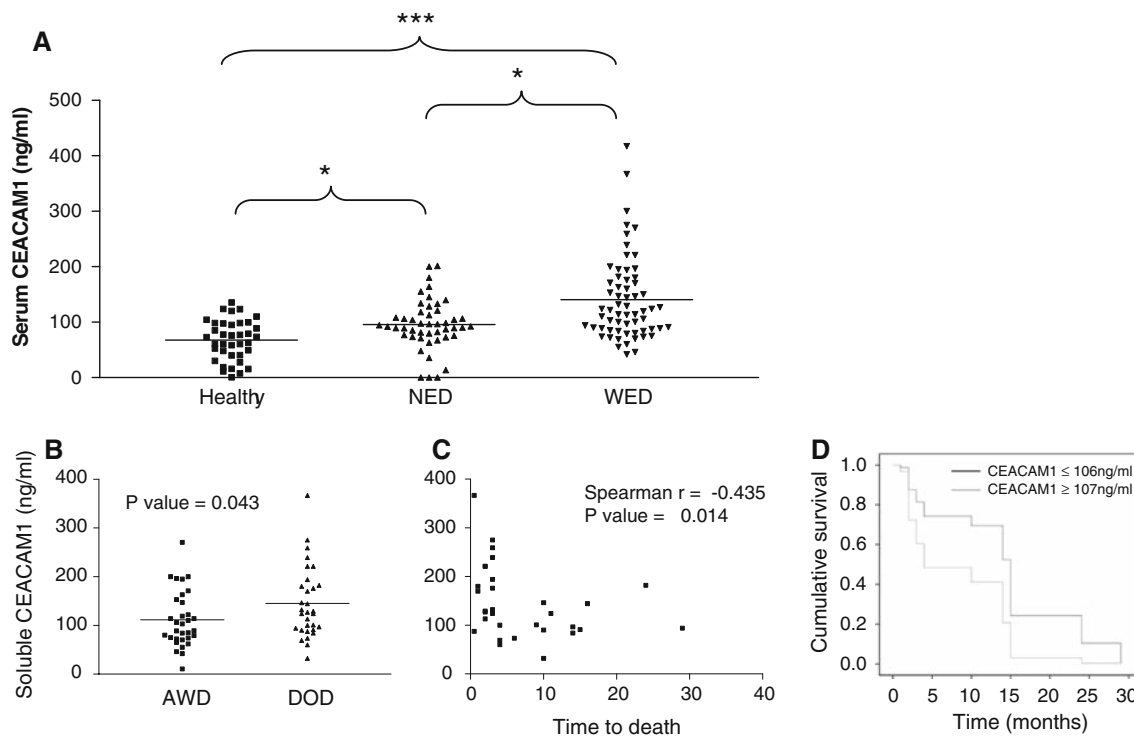 A
***
*
*
Serum CEACAM1 (ng/ml)
500
400
300
200
100
0
Healthy
NED
WED
B
Soluble CEACAM1 (ng/ml)
400
300
200
100
0
P value = 0.043
AWD
DOD
C
400
300
200
100
0
Spearman r = -0.435
P value = 0.014
0
10
20
30
40
Time to death
D
Cumulative survival
1.0
0.8
0.6
0.4
0.2
0.0
CEACAM1 ≤ 106ng/ml
CEACAM1 ≥ 107ng/ml
0
5
10
15
20
25
30
Time (months)